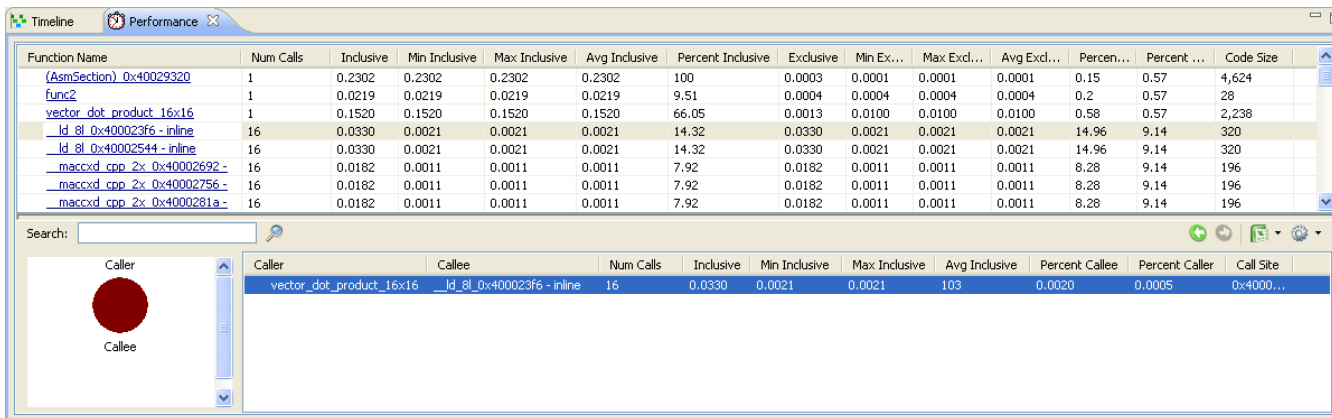 Timeline Performance
Function Name Num Calls Inclusive Min Inclusive Max Inclusive Avg Inclusive Percent Inclusive Exclusive Min Ex... Max Excl... Avg Excl... Percen... Percent ... Code Size
(AsmSection)_0x40029320 1 0.2302 0.2302 0.2302 0.2302 100 0.0003 0.0001 0.0001 0.0001 0.15 0.57 4,624
func2 1 0.0219 0.0219 0.0219 0.0219 9.51 0.0004 0.0004 0.0004 0.0004 0.2 0.57 28
vector_dot_product_16x16 1 0.1520 0.1520 0.1520 0.1520 66.05 0.0013 0.0100 0.0100 0.0100 0.58 0.57 2,238
__ld_8l_0x400023f6 - inline 16 0.0330 0.0021 0.0021 0.0021 14.32 0.0330 0.0021 0.0021 0.0021 14.96 9.14 320
__ld_8l_0x40002544 - inline 16 0.0330 0.0021 0.0021 0.0021 14.32 0.0330 0.0021 0.0021 0.0021 14.96 9.14 320
__maccxd_cpp_2x_0x40002692 - 16 0.0182 0.0011 0.0011 0.0011 7.92 0.0182 0.0011 0.0011 0.0011 8.28 9.14 196
__maccxd_cpp_2x_0x40002756 - 16 0.0182 0.0011 0.0011 0.0011 7.92 0.0182 0.0011 0.0011 0.0011 8.28 9.14 196
__maccxd_cpp_2x_0x4000281a - 16 0.0182 0.0011 0.0011 0.0011 7.92 0.0182 0.0011 0.0011 0.0011 8.28 9.14 196
Search:
Caller
Callee
Caller Callee Num Calls Inclusive Min Inclusive Max Inclusive Avg Inclusive Percent Callee Percent Caller Call Site
vector_dot_product_16x16 __ld_8l_0x400023f6 - inline 16 0.0330 0.0021 0.0021 103 0.0020 0.0005 0x4000...